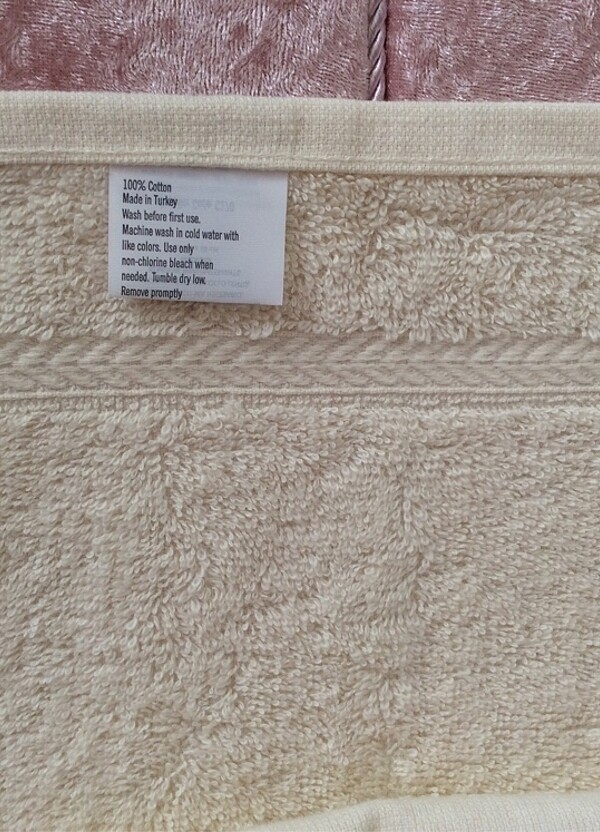 100% Cotton
Made in Turkey
Wash before first use.
Machine wash in cold water with
like colors. Use only
non-chlorine bleach when
needed. Tumble dry low.
Remove promptly